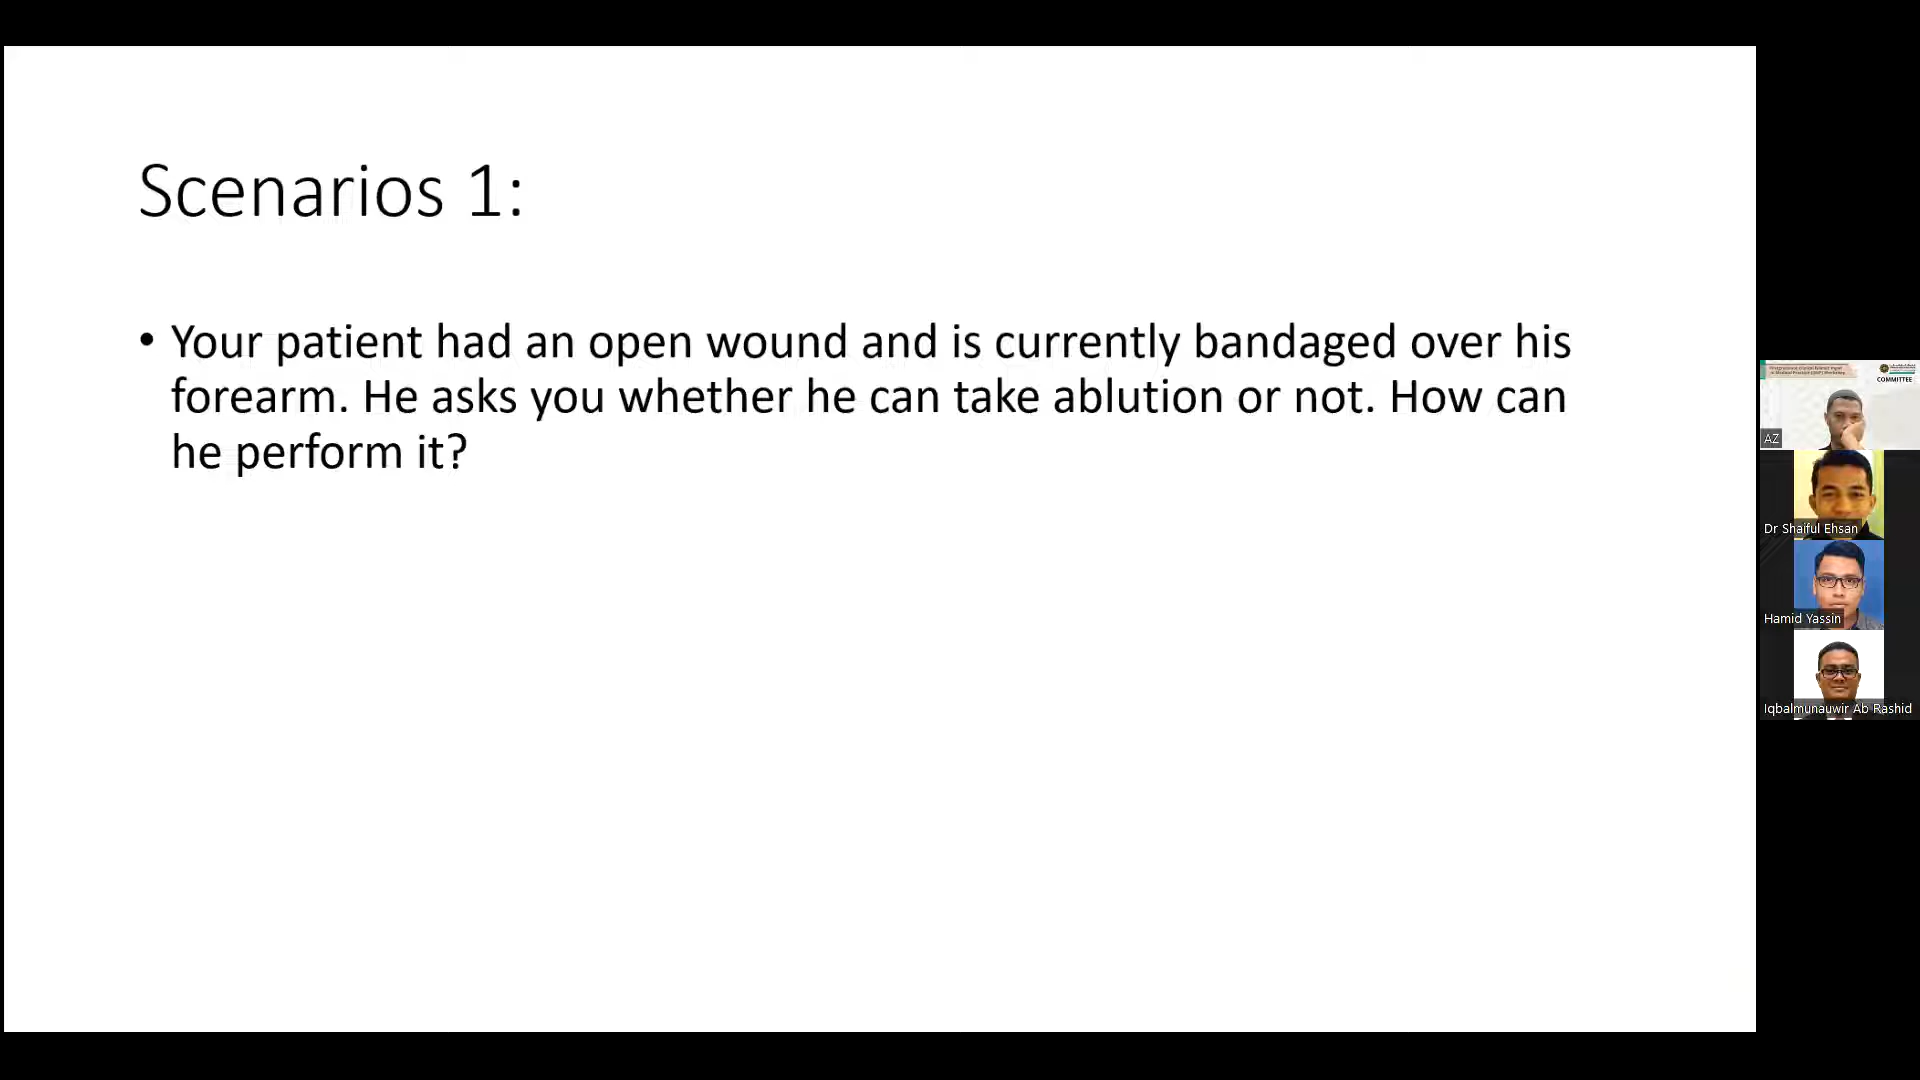 Scenarios 1:
• Your patient had an open wound and is currently bandaged over his
forearm. He asks you whether he can take ablution or not. How can
he perform it?
COMMITTEE
AZ
Dr Shaiful Ehsan
Hamid Yassin
Iqbalmunauwir Ab Rashid